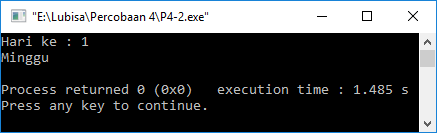 "E:\Lubisa\Percobaan 4\P4-2.exe"
Hari ke : 1
Minggu
Process returned 0 (0x0)   execution time : 1.485 s
Press any key to continue.